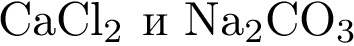 CaCl₂ и Na₂CO₃